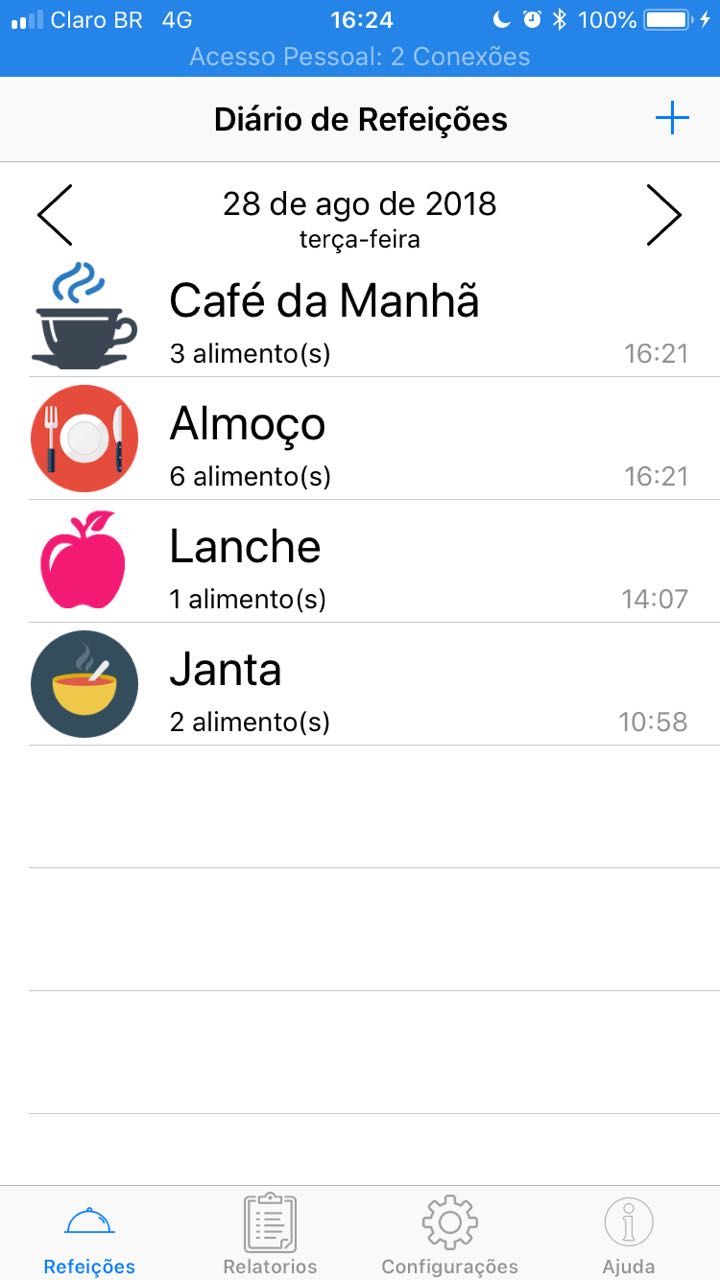 Claro BR 4G 16:24 100%
Acesso Pessoal: 2 Conexões
Diário de Refeições
28 de ago de 2018
terça-feira
Café da Manhã
3 alimento(s) 16:21
Almoço
6 alimento(s) 16:21
Lanche
1 alimento(s) 14:07
Janta
2 alimento(s) 10:58
Refeições Relatorios Configurações Ajuda